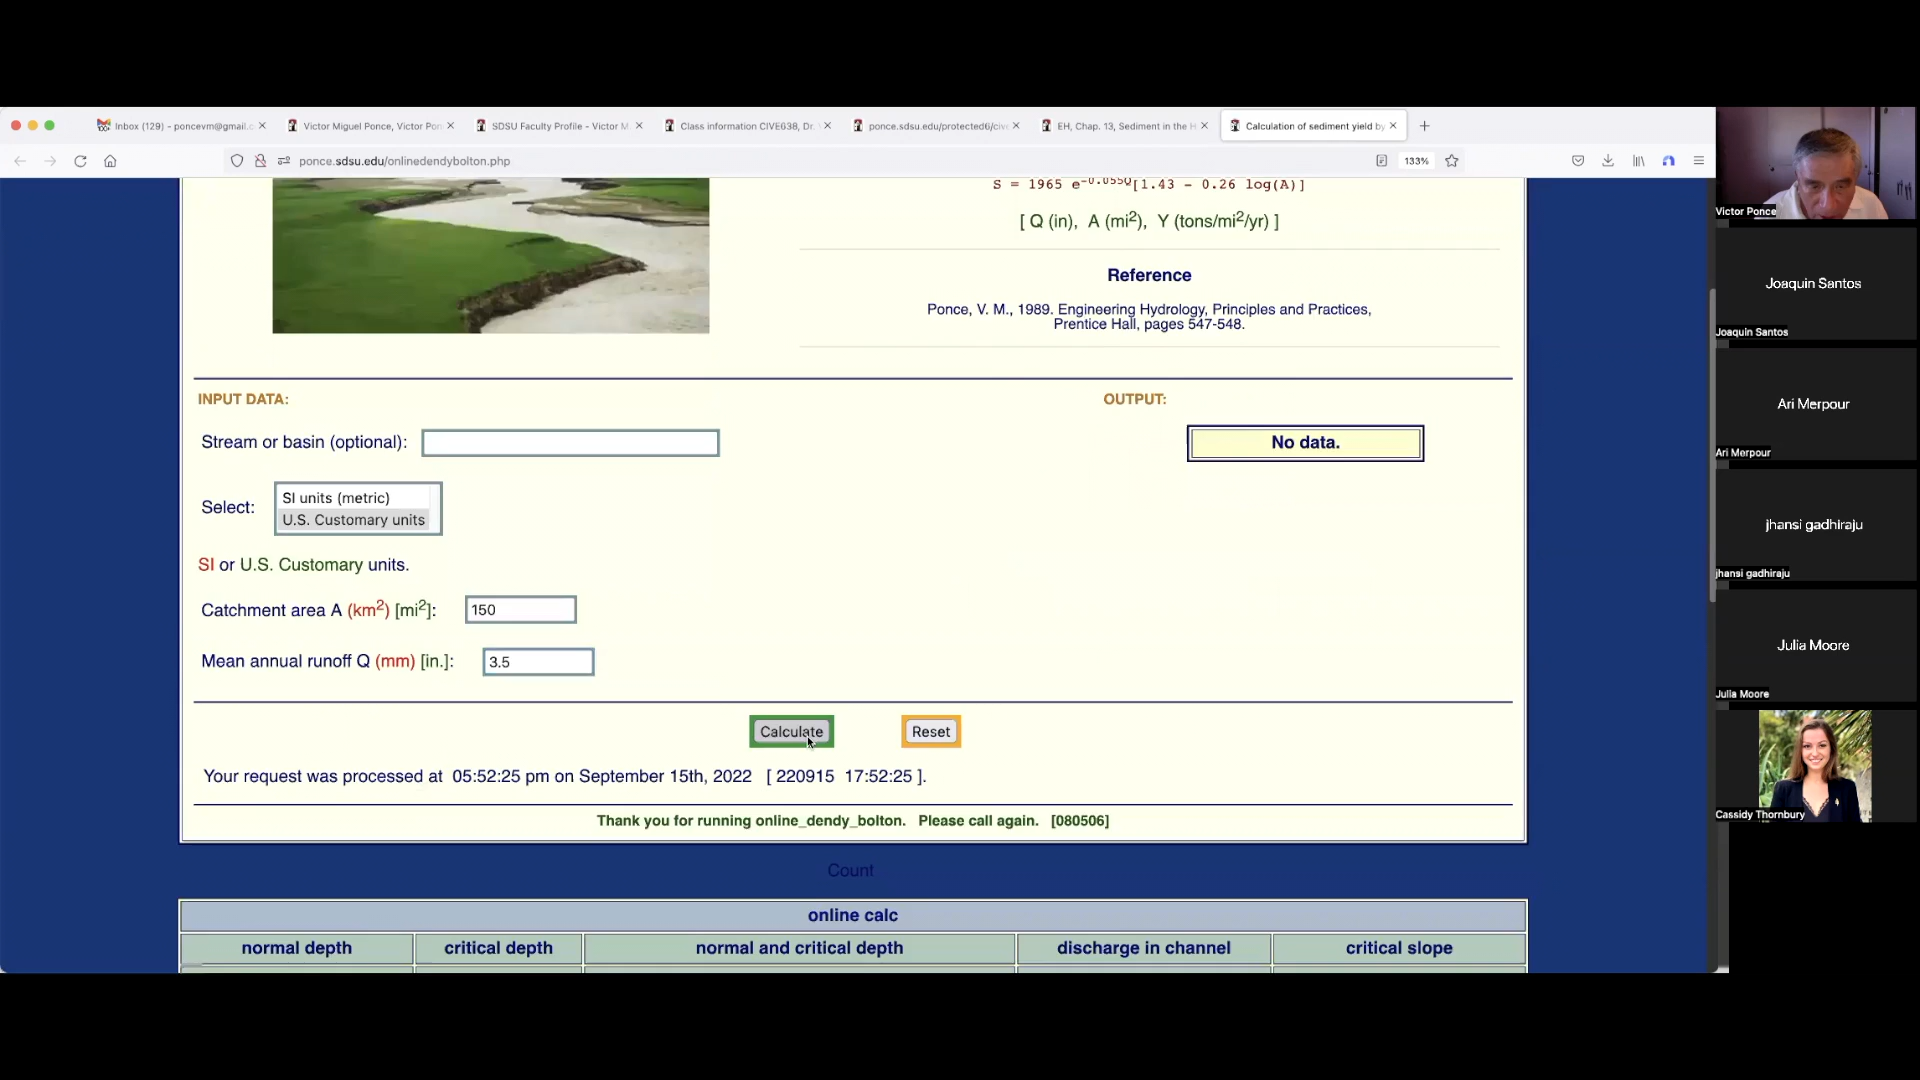 Inbox (129) - poncevm@gmail.c
Victor Miguel Ponce, Victor Pon
SDSU Faculty Profile - Victor M.
Class information CIVE638, Dr.
ponce.sdsu.edu/protected6/civ
EH, Chap. 13, Sediment in the H
Calculation of sediment yield by
ponce.sdsu.edu/onlinedendybolton.php
133%
S = 1965 e-0.055Q[1.43 - 0.26 log(A)]
[ Q (in), A (mi2), Y (tons/mi2/yr) ]
Reference
Ponce, V. M., 1989. Engineering Hydrology, Principles and Practices,
Prentice Hall, pages 547-548.
INPUT DATA:
OUTPUT:
Stream or basin (optional):
No data.
Select:
SI units (metric)
U.S. Customary units
SI or U.S. Customary units.
Catchment area A (km2) [mi2]: 150
Mean annual runoff Q (mm) [in.]: 3.5
Calculate
Reset
Your request was processed at 05:52:25 pm on September 15th, 2022 [ 220915 17:52:25 ].
Thank you for running online_dendy_bolton. Please call again. [080506]
Count
online calc
normal depth
critical depth
normal and critical depth
discharge in channel
critical slope
Victor Ponce
Joaquin Santos
Joaquin Santos
Ari Merpour
Ari Merpour
jhansi gadhiraju
jhansi gadhiraju
Julia Moore
Julia Moore
Cassidy Thornbury